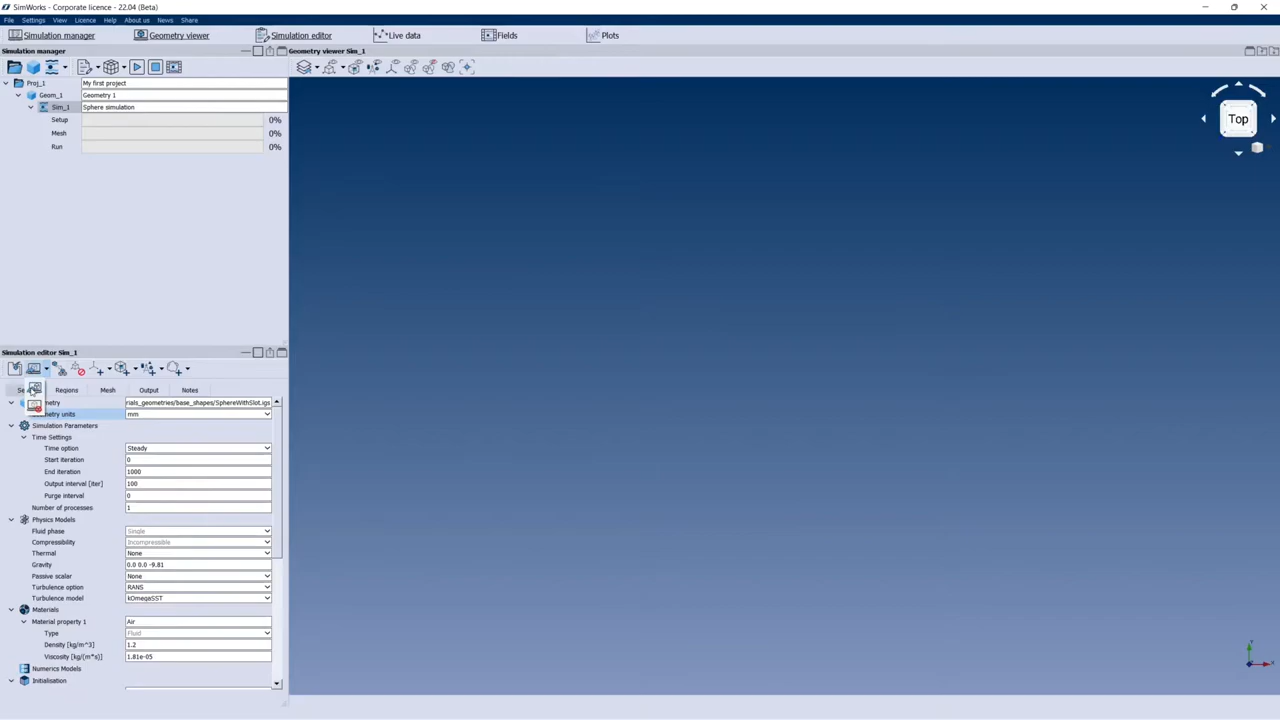 SimWorks - Corporate licence - 22.04 (Beta)
File Settings View Licence Help About us News Share
Simulation manager Geometry viewer Simulation editor Live data Fields Plots
Simulation manager
Geometry viewer Sim_1
Proj_1 My first project
Geom_1 Geometry 1
Sim_1 Sphere simulation
Setup 0%
Mesh 0%
Run 0%
Top
Simulation editor Sim_1
Regions Mesh Output Notes
rials_geometries/base_shapes/SphereWithSlot.igs
units mm
Simulation Parameters
Time Settings
Time option Steady
Start iteration 0
End iteration 1000
Output interval [iter] 100
Purge interval 0
Number of processes 1
Physics Models
Fluid phase Single
Compressibility Incompressible
Thermal None
Gravity 0.0 0.0 -9.81
Passive scalar None
Turbulence option RANS
Turbulence model kOmegaSST
Materials
Material property 1 Air
Type Fluid
Density [kg/m^3] 1.2
Viscosity [kg/(m*s)] 1.81e-05
Numerics Models
Initialisation